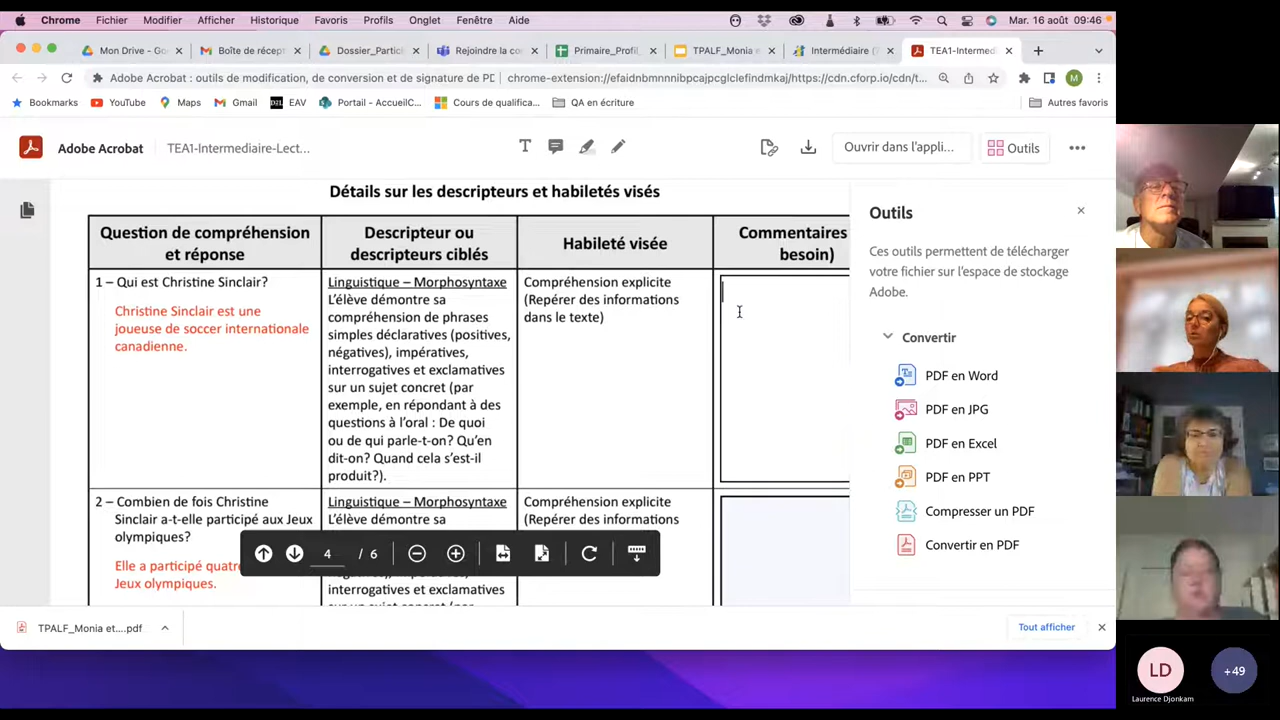 Chrome Fichier Modifier Afficher Historique Favoris Profils Onglet Fenêtre Aide Mar. 16 août 09:46
Mon Drive - Go Boîte de récept Dossier_Partici Rejoindre la co Primaire_Profil_ TPALF_Monia e Intermédiaire (7 TEA1-Intermedi
Adobe Acrobat : outils de modification, de conversion et de signature de PD chrome-extension://efaidnbmnnnibpcajpcglclefindmkaj/https://cdn.cforp.io/cdn/t...
Bookmarks YouTube Maps Gmail EAV Portail - AccueilC... Cours de qualifica... QA en écriture Autres favoris
Adobe Acrobat TEA1-Intermediaire-Lect... Ouvrir dans l'appli... Outils
Détails sur les descripteurs et habiletés visés
Question de compréhension
et réponse
Descripteur ou
descripteurs ciblés
Habileté visée
Commentaires
besoin)
1 – Qui est Christine Sinclair?
Christine Sinclair est une
joueuse de soccer internationale
canadienne.
Linguistique – Morphosyntaxe
L'élève démontre sa
compréhension de phrases
simples déclaratives (positives,
négatives), impératives,
interrogatives et exclamatives
sur un sujet concret (par
exemple, en répondant à des
questions à l'oral : De quoi
ou de qui parle-t-on? Qu'en
dit-on? Quand cela s'est-il
produit?).
Compréhension explicite
(Repérer des informations
dans le texte)
2 – Combien de fois Christine
Sinclair a-t-elle participé aux Jeux
olympiques?
Elle a participé quatr
Jeux olympiques.
Linguistique – Morphosyntaxe
L'élève démontre sa
interrogatives et exclamatives
Compréhension explicite
(Repérer des informations
4 / 6
Outils
Ces outils permettent de télécharger
votre fichier sur l'espace de stockage
Adobe.
Convertir
PDF en Word
PDF en JPG
PDF en Excel
PDF en PPT
Compresser un PDF
Convertir en PDF
TPALF_Monia et....pdf
Tout afficher
LD
Laurence Djonkam
+49